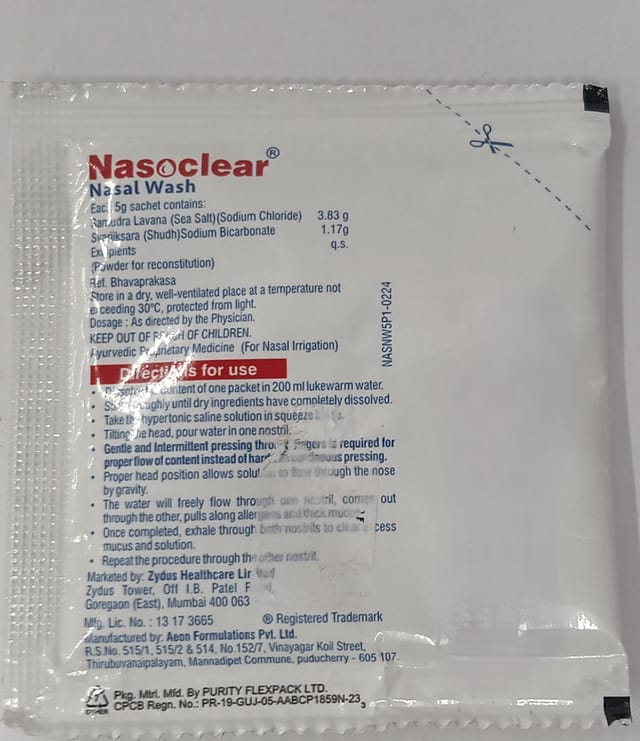 Nasoclear®
Nasal Wash
Each 5g sachet contains:
Samudra Lavana (Sea Salt)(Sodium Chloride) 3.83 g
Svarjiksara (Shudh)Sodium Bicarbonate 1.17g
Excipients q.s.
(Powder for reconstitution)
Ref. Bhavaprakasa
Store in a dry, well-ventilated place at a temperature not
exceeding 30°C, protected from light.
Dosage : As directed by the Physician.
KEEP OUT OF REACH OF CHILDREN.
Ayurvedic Proprietary Medicine (For Nasal Irrigation)
NASNW5P1-0224
Directions for use
• content of one packet in 200 ml lukewarm water.
• until dry ingredients have completely dissolved.
• Take the hypertonic saline solution in squeeze
• Tilting the head, pour water in one nostril.
• Gentle and Intermittent pressing fingers is required for
proper flow of content instead of pressing.
• Proper head position allows solution to flow through the nose
by gravity.
• The water will freely flow through one nostril, comes out
through the other, pulls along allergens and thick mucus.
• Once completed, exhale through both nostrils to clear excess
mucus and solution.
• Repeat the procedure through the other nostril.
Marketed by: Zydus Healthcare Limited
Zydus Tower, Off I.B. Patel
Goregaon (East), Mumbai 400 063
Mfg. Lic. No. : 13 17 3665 ® Registered Trademark
Manufactured by: Aeon Formulations Pvt. Ltd.
R.S.No. 515/1, 515/2 & 514, No.152/7, Vinayagar Koil Street,
Thirubuvanaipalayam, Mannadipet Commune, puducherry - 605 107.
OTHER
Pkg. Mtrl. Mfd. By PURITY FLEXPACK LTD.
CPCB Regn. No.: PR-19-GUJ-05-AABCP1859N-23
3